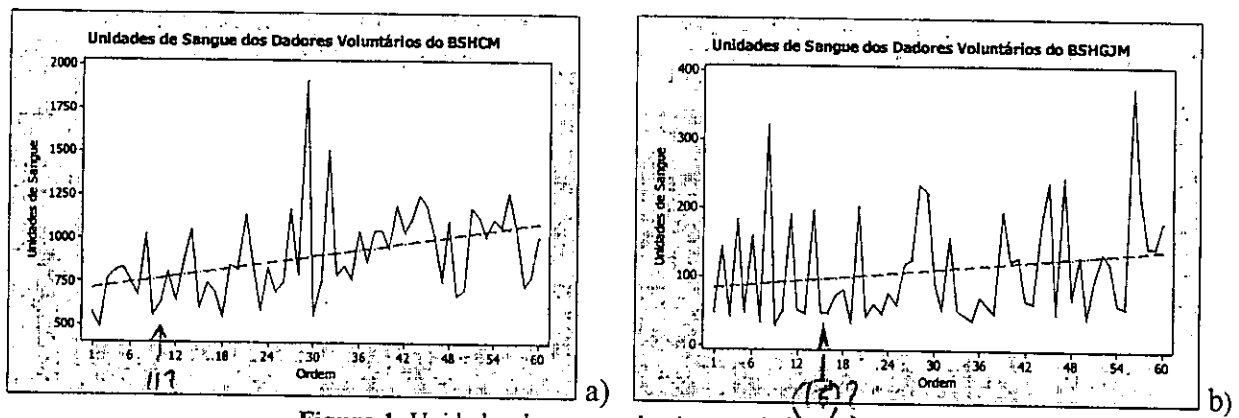 Unidades de Sangue dos Dadores Voluntários do BSHCM
2000
1750
1500
1250
1000
750
500
Unidades de Sangue
1 6 12 18 24 30 36 42 48 54 60
Ordem
11?
a)
Unidades de Sangue dos Dadores Voluntários do BSHGJM
400
300
200
100
0
Unidades de Sangue
1 6 12 18 24 30 36 42 48 54 60
Ordem
b)
Figura 1